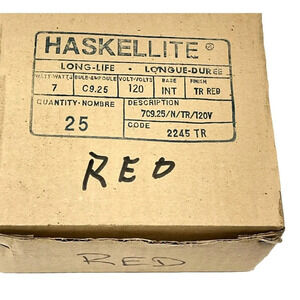 HASKELLITE ®
LONG-LIFE - LONGUE-DUREE
WATT-WATTS BULB-AMPOULE VOLT-VOLTS BASE FINISH
7 C9.25 120 INT TR RED
QUANTITY-NOMBRE DESCRIPTION
25 7C9.25/N/TR/120V
CODE 2245 TR
RED
RED